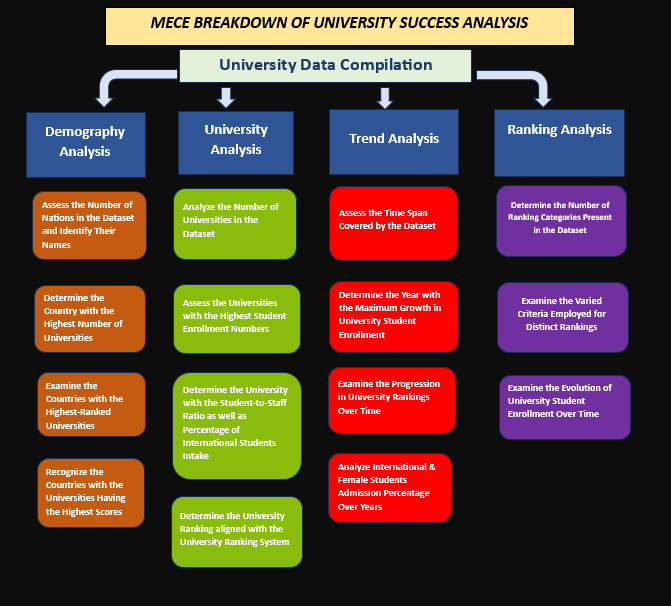 MECE BREAKDOWN OF UNIVERSITY SUCCESS ANALYSIS
University Data Compilation
Demography
Analysis
Assess the Number of
Nations in the Dataset
and Identify Their
Names
Determine the
Country with the
Highest Number of
Universities
Examine the
Countries with the
Highest-Ranked
Universities
Recognize the
Countries with the
Universities Having
the Highest Scores
University
Analysis
Analyze the Number of
Universities in the
Dataset
Assess the Universities
with the Highest Student
Enrollment Numbers
Determine the University
with the Student-to-Staff
Ratio as well as
Percentage of
International Students
Intake
Determine the University
Ranking aligned with the
University Ranking System
Trend Analysis
Assess the Time Span
Covered by the Dataset
Determine the Year with
the Maximum Growth in
University Student
Enrollment
Examine the Progression
in University Rankings
Over Time
Analyze International &
Female Students
Admission Percentage
Over Years
Ranking Analysis
Determine the Number of
Ranking Categories Present
in the Dataset
Examine the Varied
Criteria Employed for
Distinct Rankings
Examine the Evolution of
University Student
Enrollment Over Time